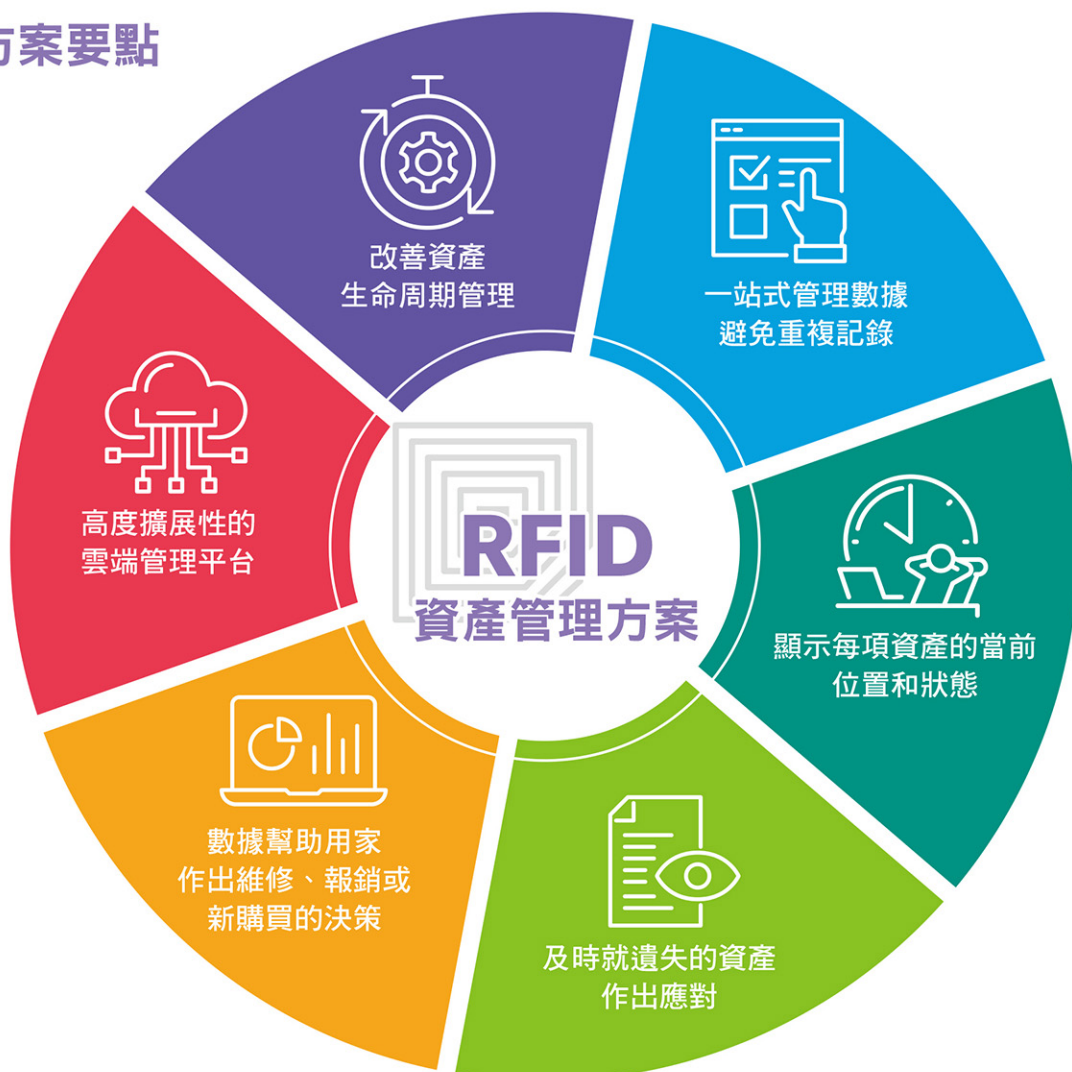 方案要點
改善資產
生命周期管理
一站式管理數據
避免重複記錄
顯示每項資產的當前
位置和狀態
及時就遺失的資產
作出應對
數據幫助用家
作出維修、報銷或
新購買的決策
高度擴展性的
雲端管理平台
RFID
資產管理方案